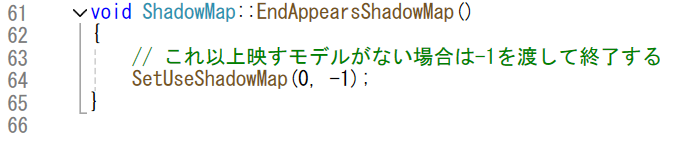 61 void ShadowMap::EndAppearsShadowMap()
62 {
63 // これ以上映すモデルがない場合は-1を渡して終了する
64 SetUseShadowMap(0, -1);
65 }
66